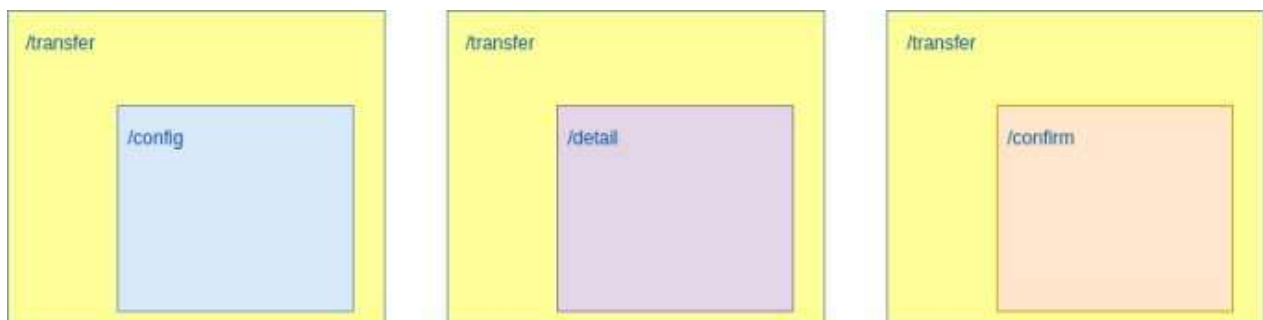 /transfer
/config
/transfer
/detail
/transfer
/confirm